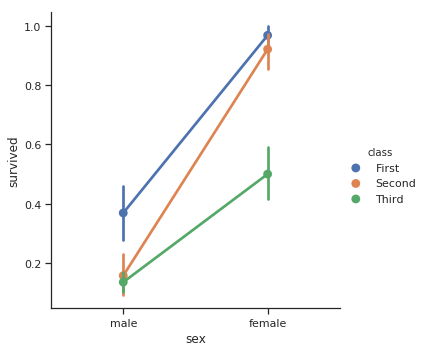 1.0
0.8
0.6
0.4
0.2
survived
male
female
sex
class
First
Second
Third